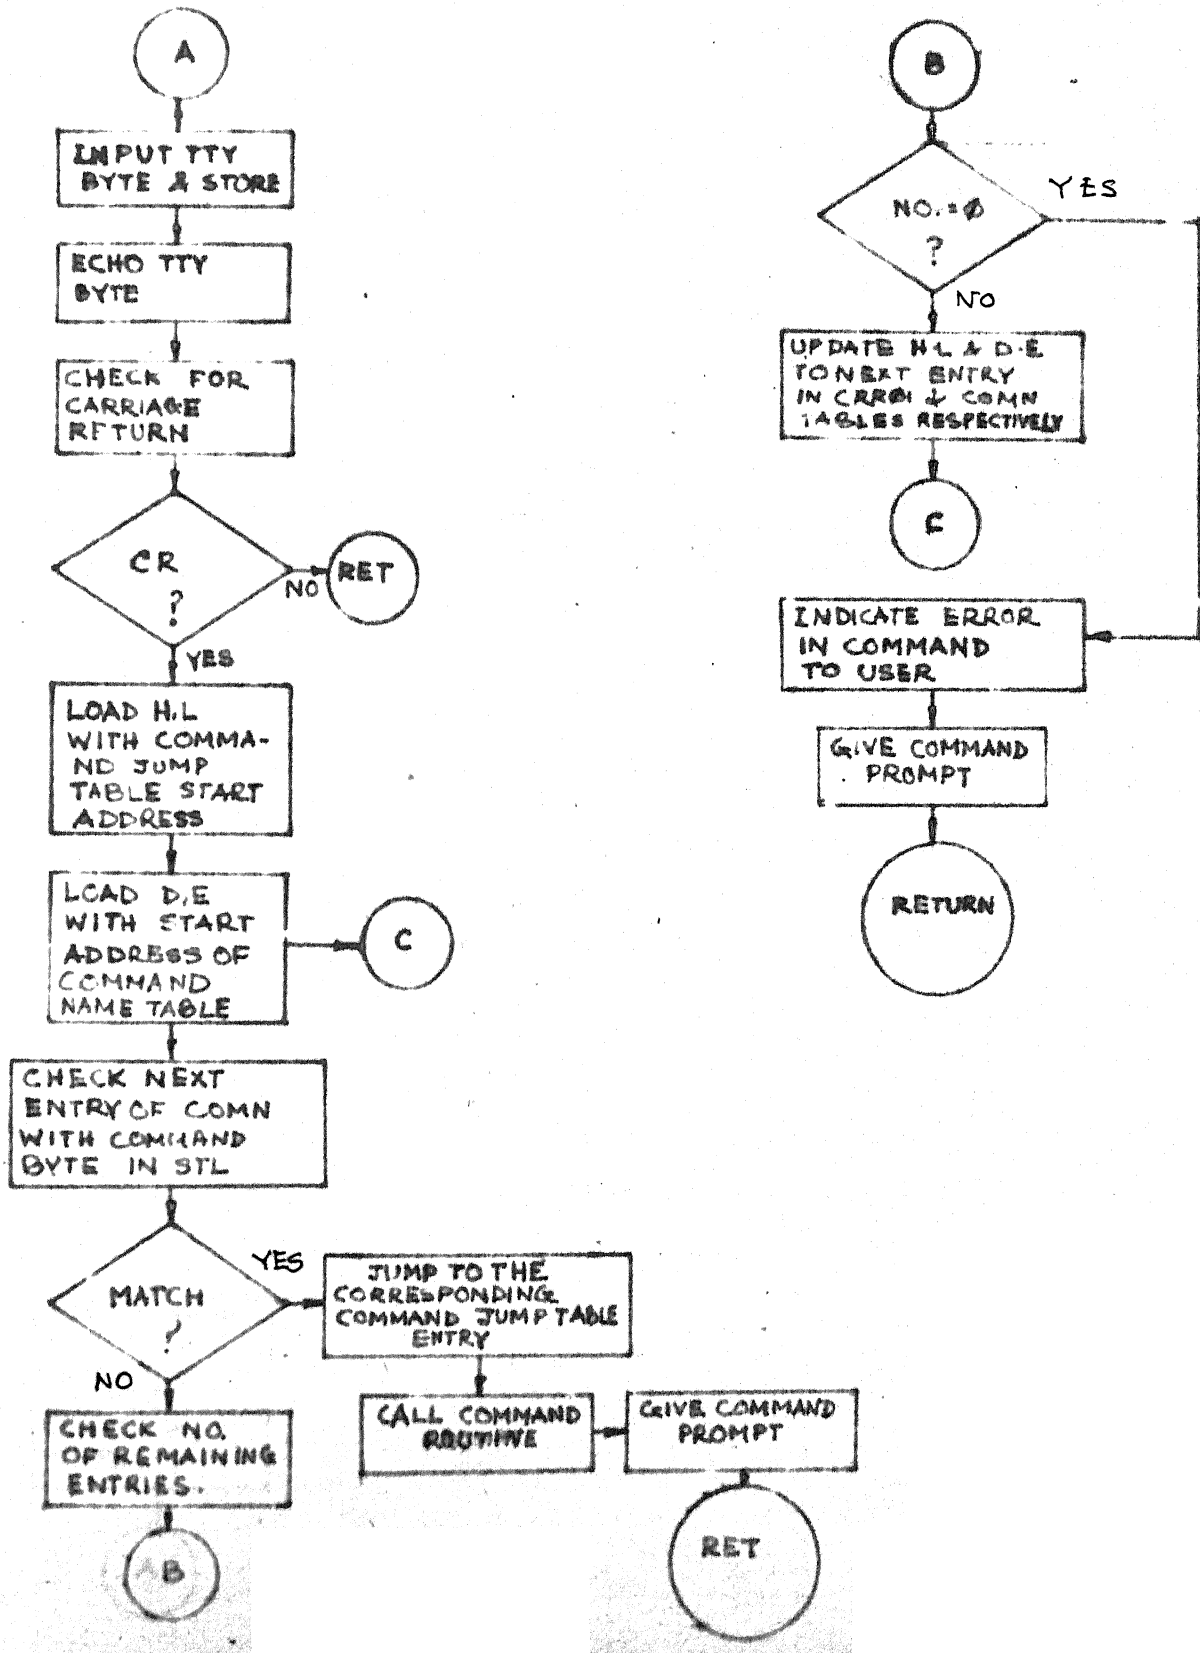 A
INPUT TTY
BYTE & STORE
ECHO TTY
BYTE
CHECK FOR
CARRIAGE
RETURN
CR
?
NO
RET
YES
LOAD H.L
WITH COMMA-
ND JUMP
TABLE START
ADDRESS
LOAD D,E
WITH START
ADDRESS OF
COMMAND
NAME TABLE
C
CHECK NEXT
ENTRY OF COMN
WITH COMMAND
BYTE IN STL
MATCH
?
YES
NO
JUMP TO THE
CORRESPONDING
COMMAND JUMP TABLE
ENTRY
CALL COMMAND
ROUTINE
GIVE COMMAND
PROMPT
RET
CHECK NO.
OF REMAINING
ENTRIES.
B
B
NO. = Ø
?
YES
NO
UPDATE H-L & D-E
TO NEXT ENTRY
IN & COMN
TABLES RESPECTIVELY
C
INDICATE ERROR
IN COMMAND
TO USER
GIVE COMMAND
PROMPT
RETURN